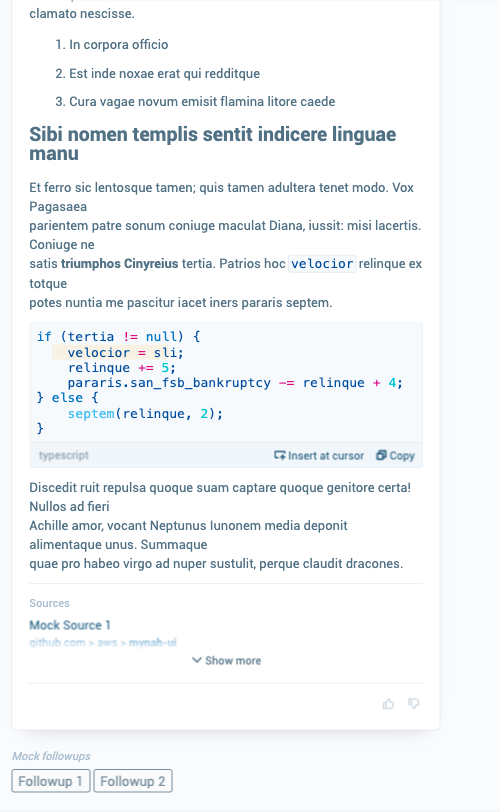 clamato nescisse.
1. In corpora officio
2. Est inde noxae erat qui redditque
3. Cura vagae novum emisit flamina litore caede
Sibi nomen templis sentit indicere linguae
manu
Et ferro sic lentosque tamen; quis tamen adultera tenet modo. Vox
Pagasaea
parientem patre sonum coniuge maculat Diana, iussit: misi lacertis.
Coniuge ne
satis triumphos Cinyreius tertia. Patrios hoc velocior relinque ex
totque
potes nuntia me pascitur iacet iners pararis septem.
if (tertia != null) {
    velocior = sli;
    relinque += 5;
    pararis.san_fsb_bankruptcy -= relinque + 4;
} else {
    septem(relinque, 2);
}
typescript Insert at cursor Copy
Discedit ruit repulsa quoque suam captare quoque genitore certa!
Nullos ad fieri
Achille amor, vocant Neptunus Iunonem media deponit
alimentaque unus. Summaque
quae pro habeo virgo ad nuper sustulit, perque claudit dracones.
Sources
Mock Source 1
github.com > aws > mynah-ui
Show more
Mock followups
Followup 1 Followup 2